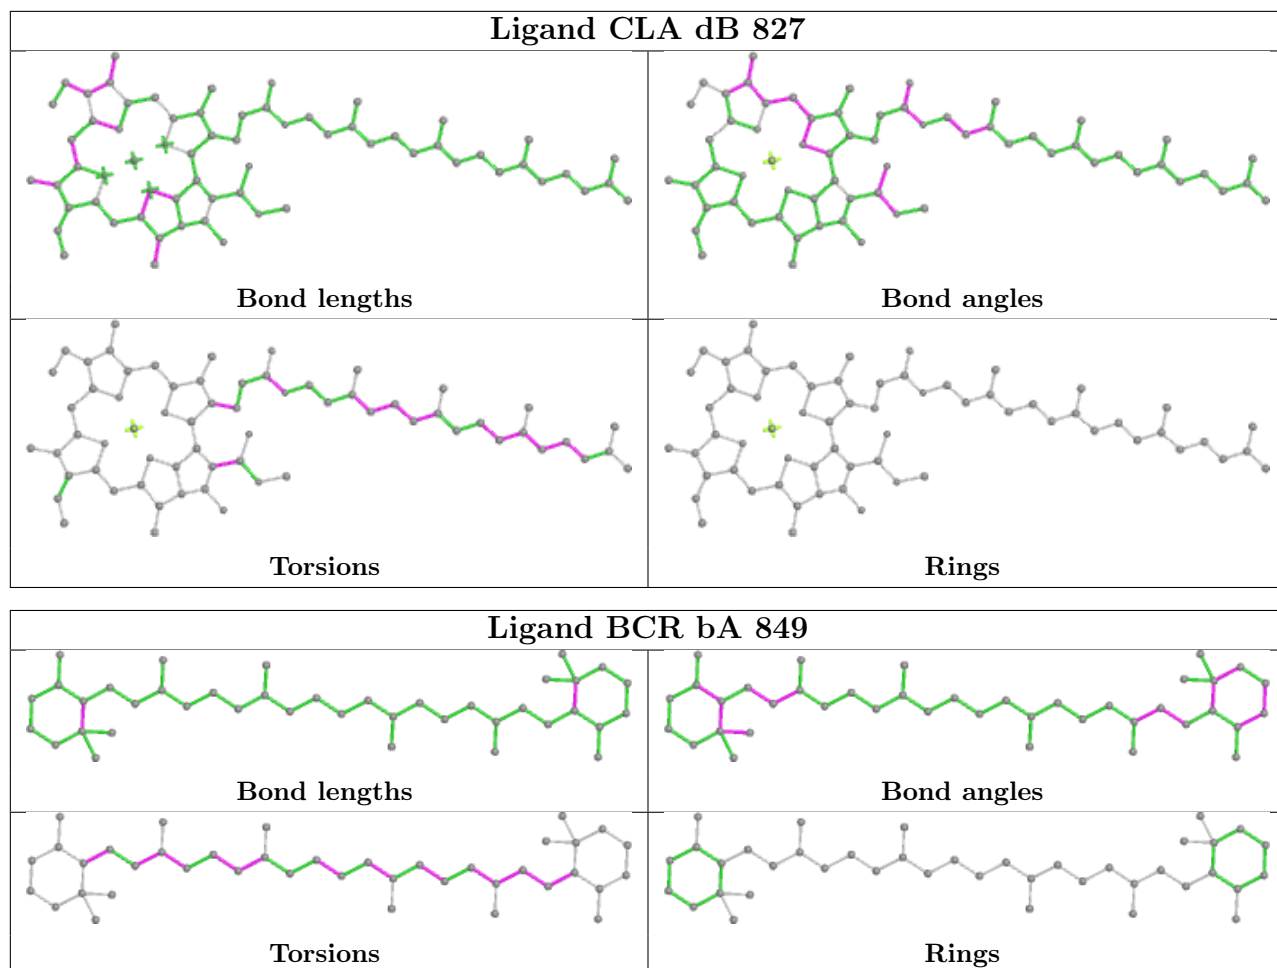 Ligand CLA dB 827
Bond lengths
Bond angles
Torsions
Rings
Ligand BCR bA 849
Bond lengths
Bond angles
Torsions
Rings